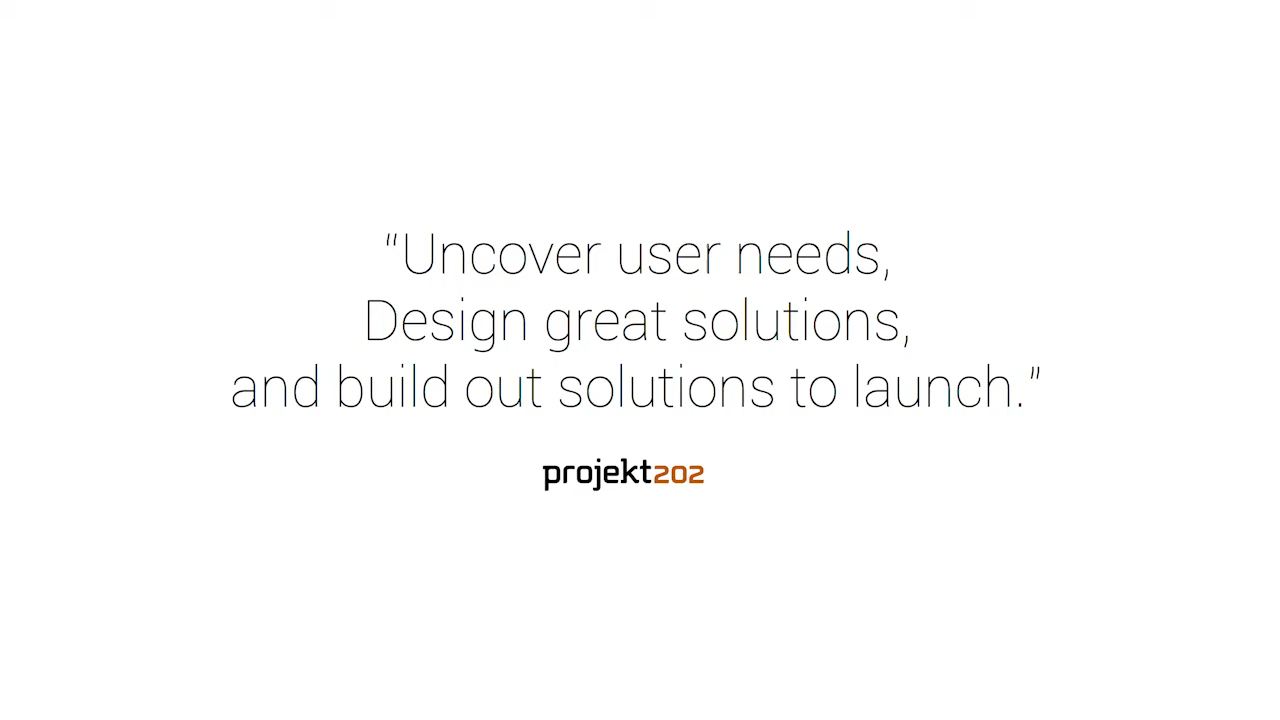 “Uncover user needs,
Design great solutions,
and build out solutions to launch.”
projekt202